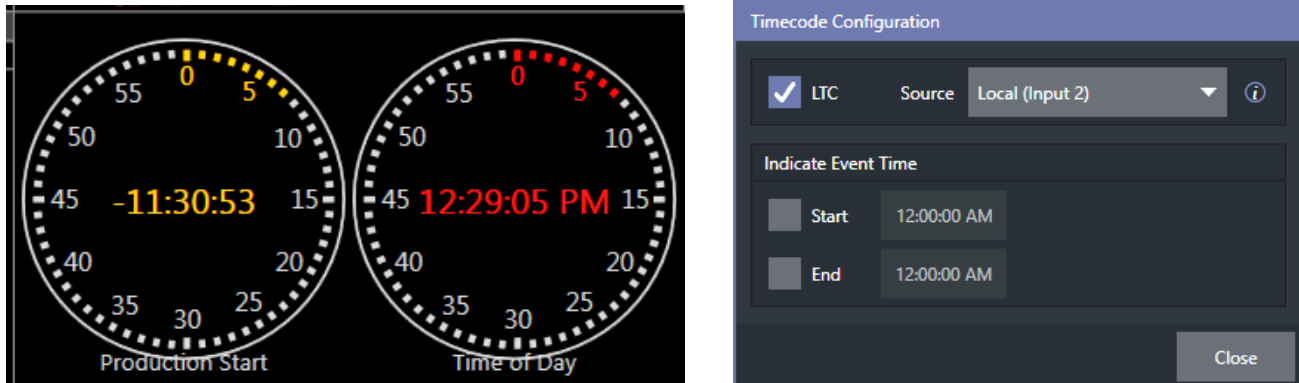 0
5
10
15
20
25
30
35
40
45
50
55
-11:30:53
Production Start
0
5
10
15
20
25
30
35
40
45
50
55
12:29:05 PM
Time of Day
Timecode Configuration
LTC Source Local (Input 2)
Indicate Event Time
Start 12:00:00 AM
End 12:00:00 AM
Close